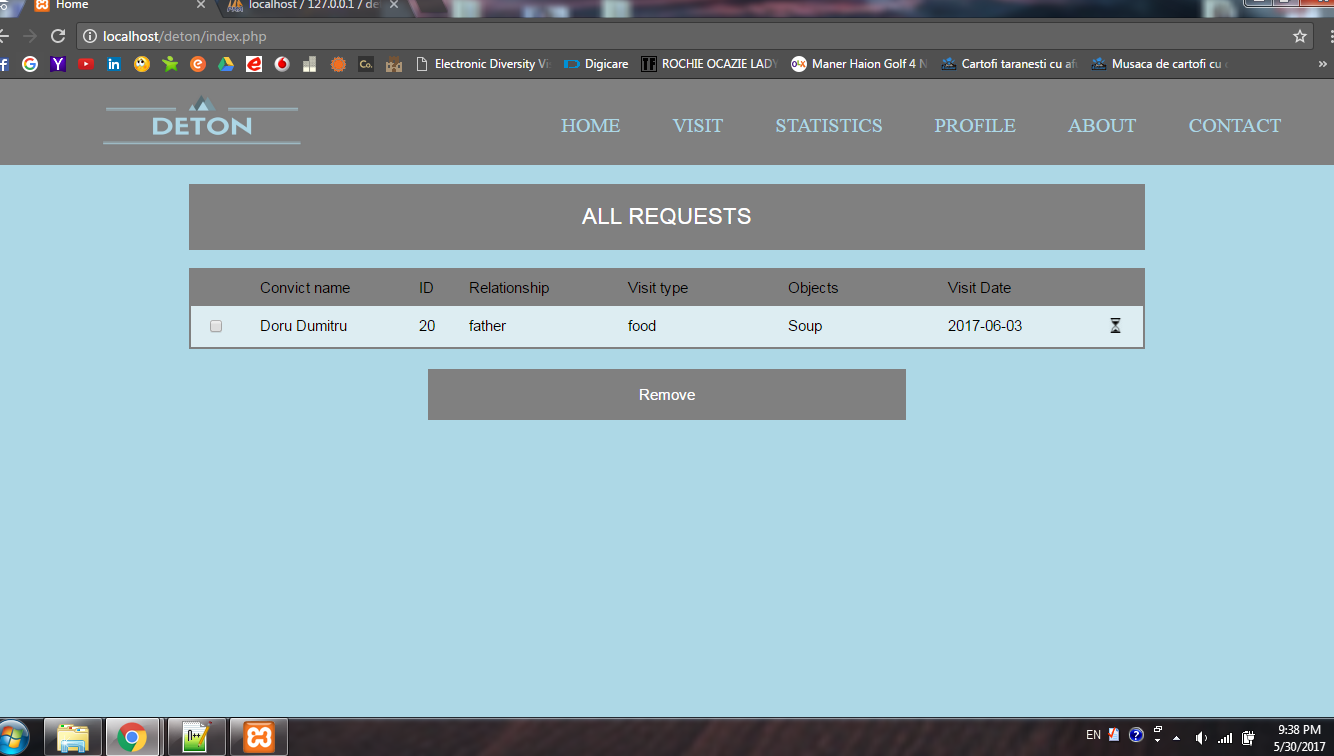 Home
localhost / 127.0.0.1 / de
localhost/deton/index.php
Electronic Diversity Vi
Digicare
ROCHIE OCAZIE LADY
Maner Haion Golf 4 N
Cartofi taranesti cu af
Musaca de cartofi cu
»
DETON
HOME
VISIT
STATISTICS
PROFILE
ABOUT
CONTACT
ALL REQUESTS
Convict name ID Relationship Visit type Objects Visit Date
Doru Dumitru 20 father food Soup 2017-06-03
Remove
EN
9:38 PM
5/30/2017